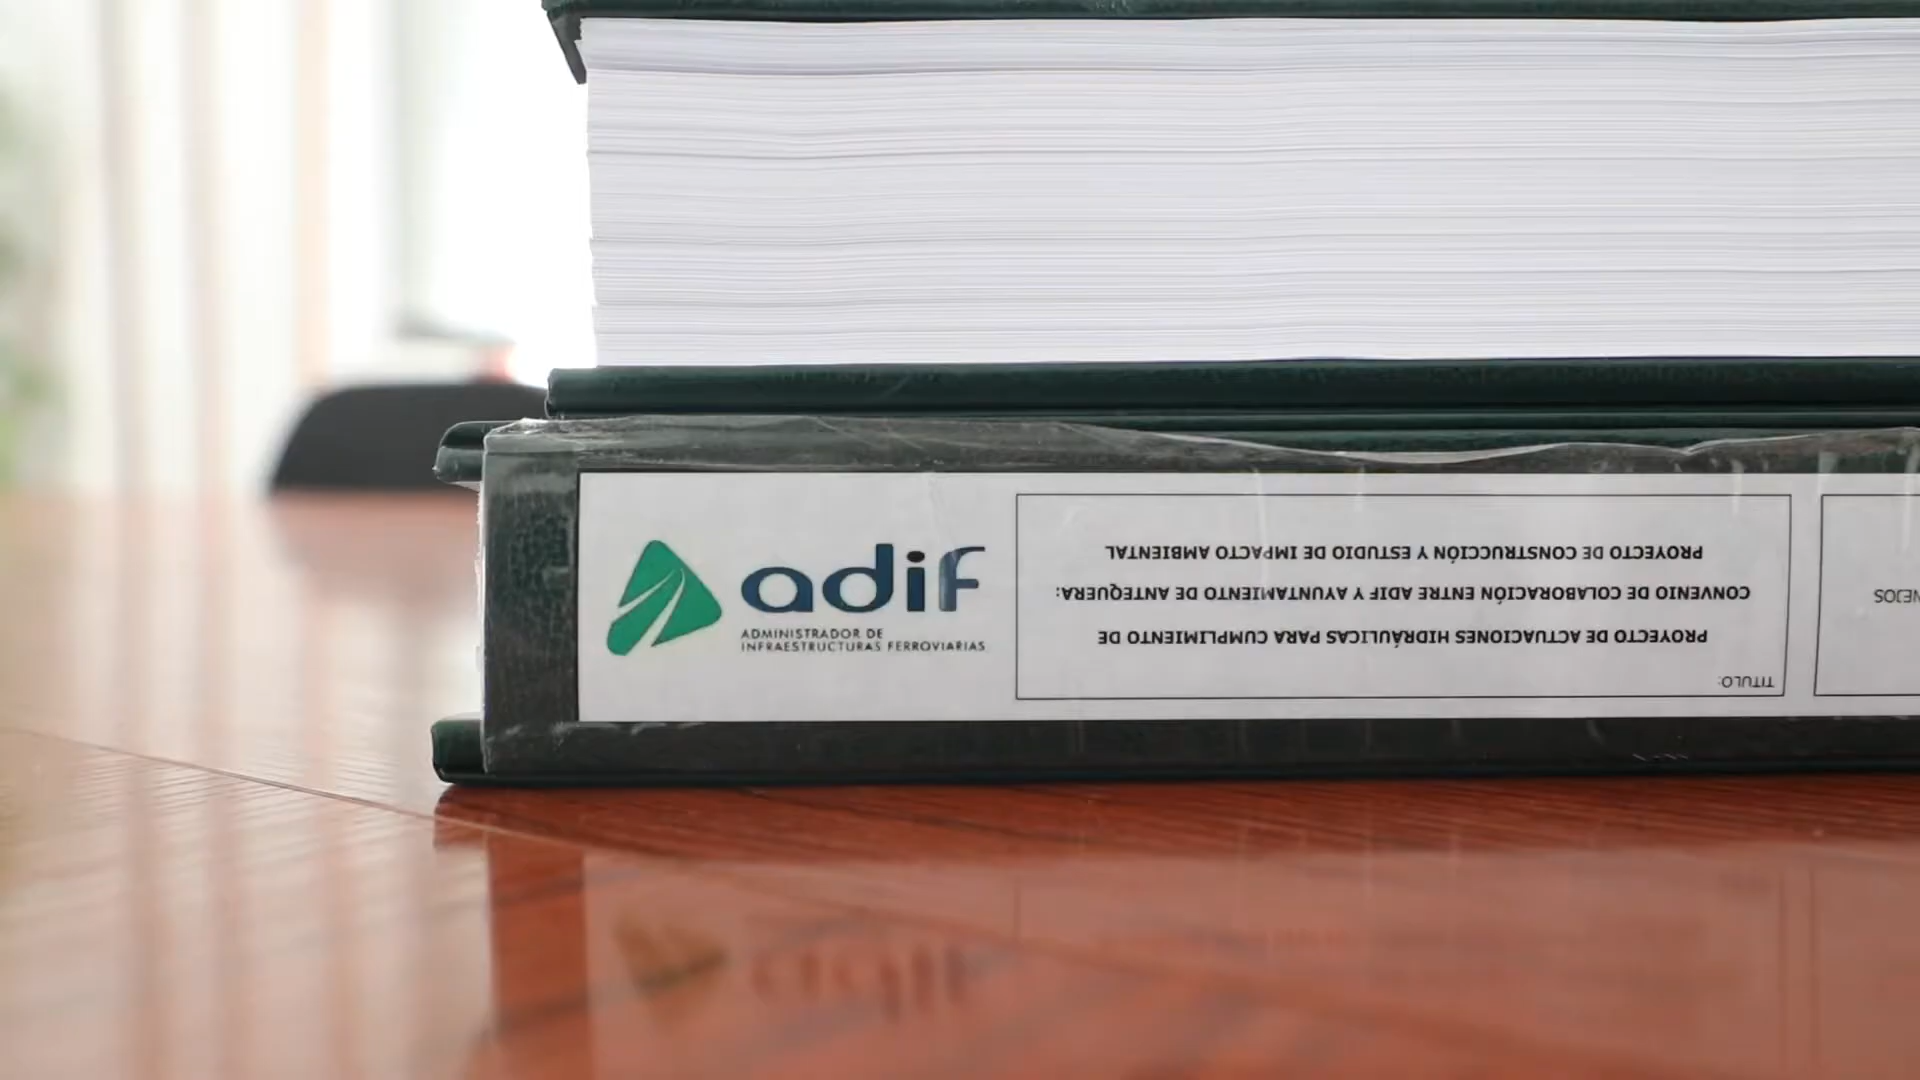 adif
ADMINISTRADOR DE
INFRAESTRUCTURAS FERROVIARIAS
TITULO:
PROYECTO DE ACTUACIONES HIDRÁULICAS PARA CUMPLIMIENTO DE
CONVENIO DE COLABORACIÓN ENTRE ADIF Y AYUNTAMIENTO DE ANTEQUERA:
PROYECTO DE CONSTRUCCIÓN Y ESTUDIO DE IMPACTO AMBIENTAL